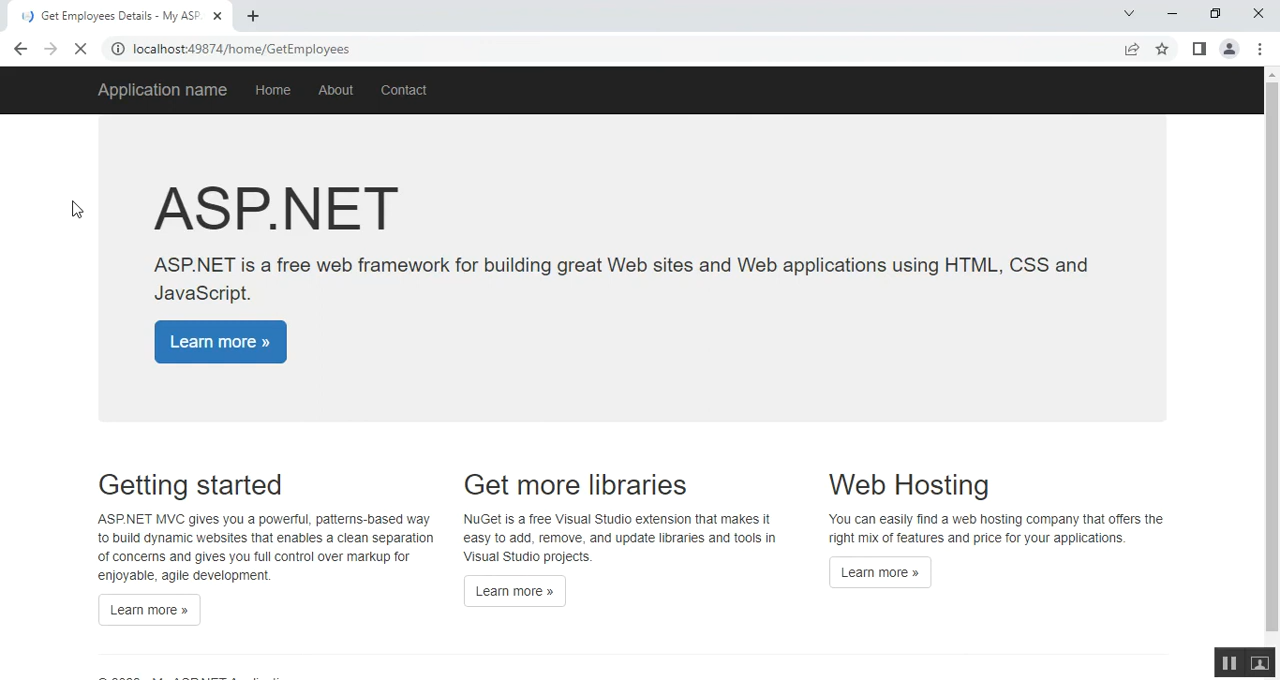 Get Employees Details - My ASP.
localhost:49874/home/GetEmployees
Application name Home About Contact
ASP.NET
ASP.NET is a free web framework for building great Web sites and Web applications using HTML, CSS and
JavaScript.
Learn more »
Getting started
ASP.NET MVC gives you a powerful, patterns-based way
to build dynamic websites that enables a clean separation
of concerns and gives you full control over markup for
enjoyable, agile development.
Learn more »
Get more libraries
NuGet is a free Visual Studio extension that makes it
easy to add, remove, and update libraries and tools in
Visual Studio projects.
Learn more »
Web Hosting
You can easily find a web hosting company that offers the
right mix of features and price for your applications.
Learn more »